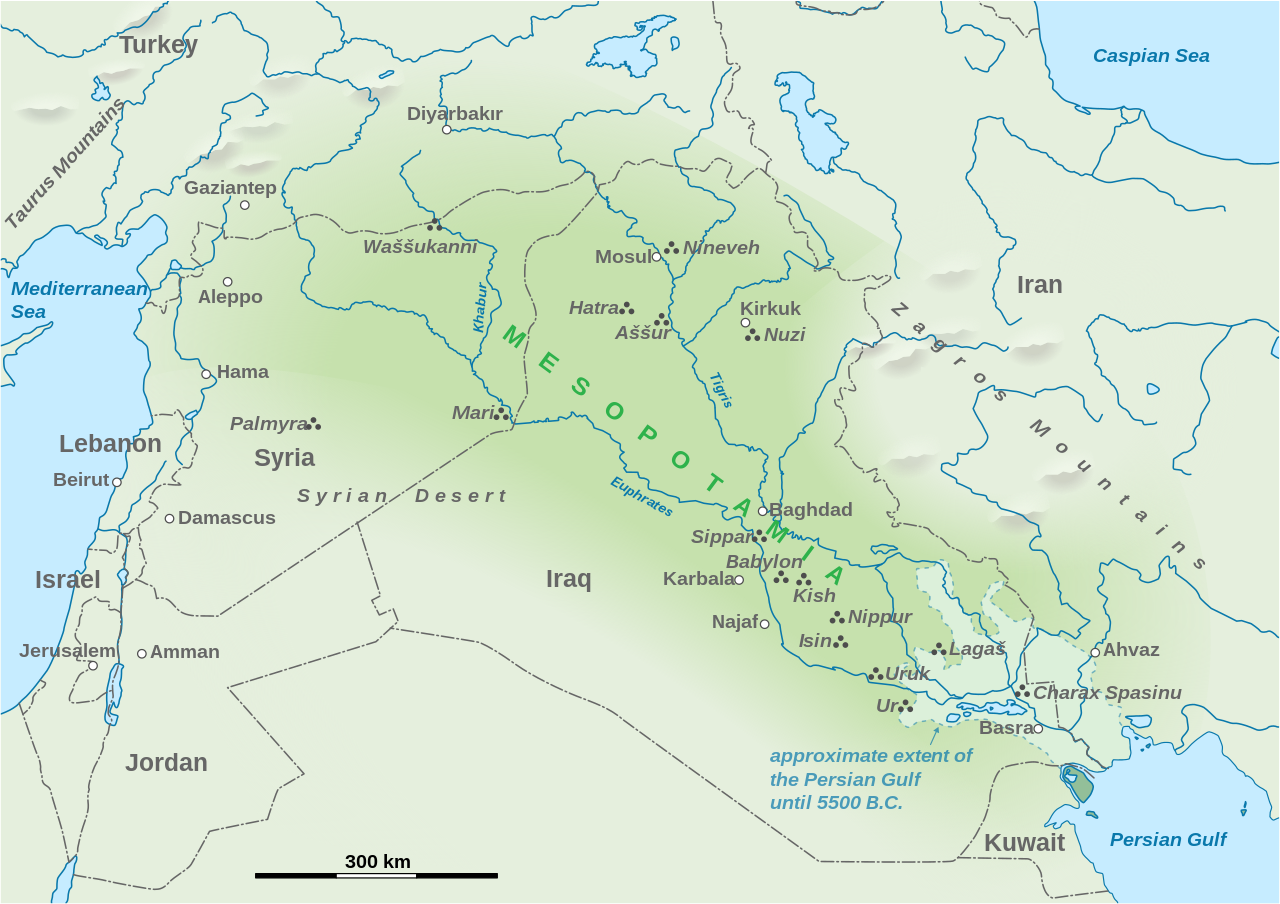 Turkey
Caspian Sea
Taurus Mountains
Diyarbakır
Gaziantep
Waššukanni
Mosul
Nineveh
Mediterranean
Sea
Aleppo
Khabur
Hatra
Aššur
Kirkuk
Nuzi
Iran
Zagros Mountains
MESOPOTAMIA
Hama
Tigris
Mari
Palmyra
Lebanon
Syria
Beirut
Syrian Desert
Euphrates
Damascus
Baghdad
Sippar
Babylon
Israel
Iraq
Karbala
Kish
Najaf
Nippur
Isin
Jerusalem
Amman
Lagaš
Ahvaz
Uruk
Charax Spasinu
Ur
Basra
Jordan
approximate extent of
the Persian Gulf
until 5500 B.C.
Kuwait
Persian Gulf
300 km